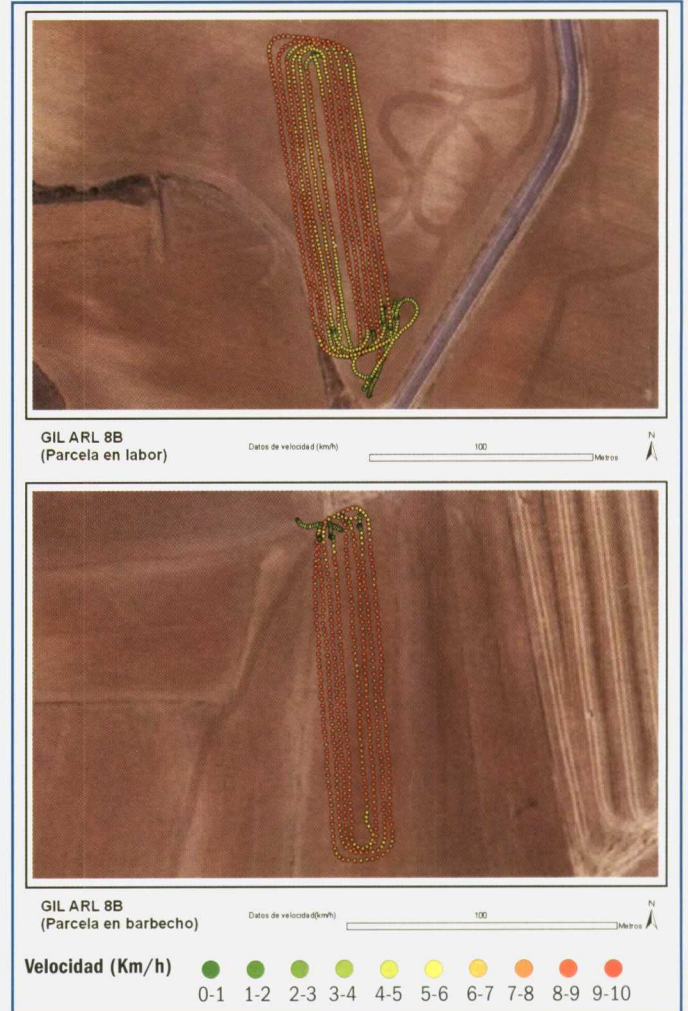 GIL ARL 8B
(Parcela en labor)
Datos de velocidad (km/h)
100
Metros
N
GIL ARL 8B
(Parcela en barbecho)
Datos de velocidad(km/h)
100
Metros
N
Velocidad (Km/h)
0-1 1-2 2-3 3-4 4-5 5-6 6-7 7-8 8-9 9-10